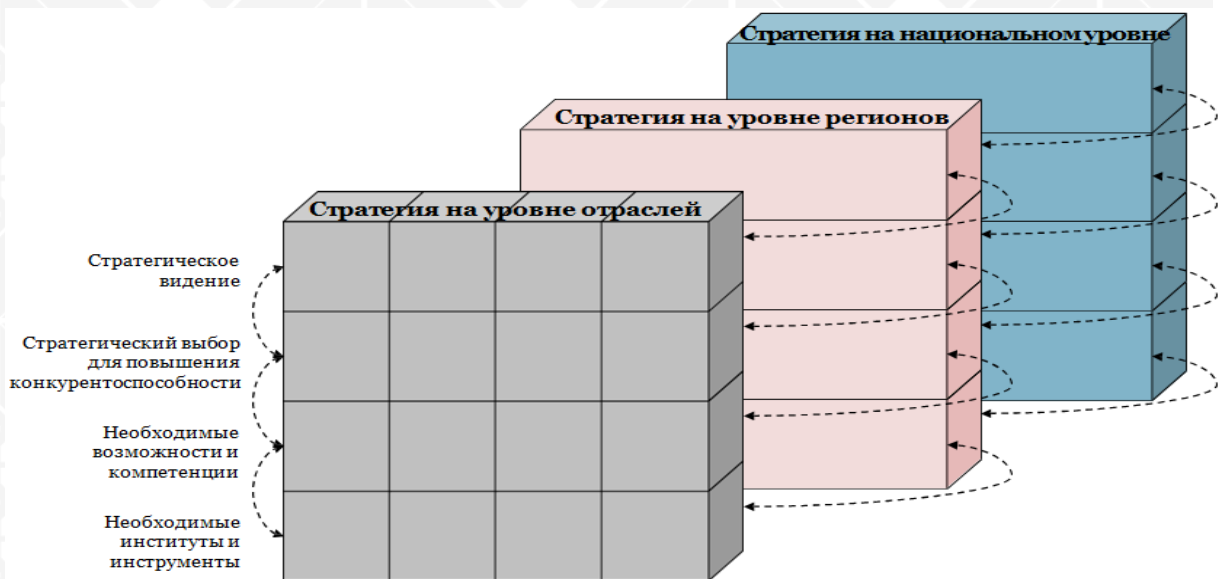 Стратегия на национальном уровне
Стратегия на уровне регионов
Стратегия на уровне отраслей
Стратегическое
видение
Стратегический выбор
для повышения
конкурентоспособности
Необходимые
возможности и
компетенции
Необходимые
институты и
инструменты